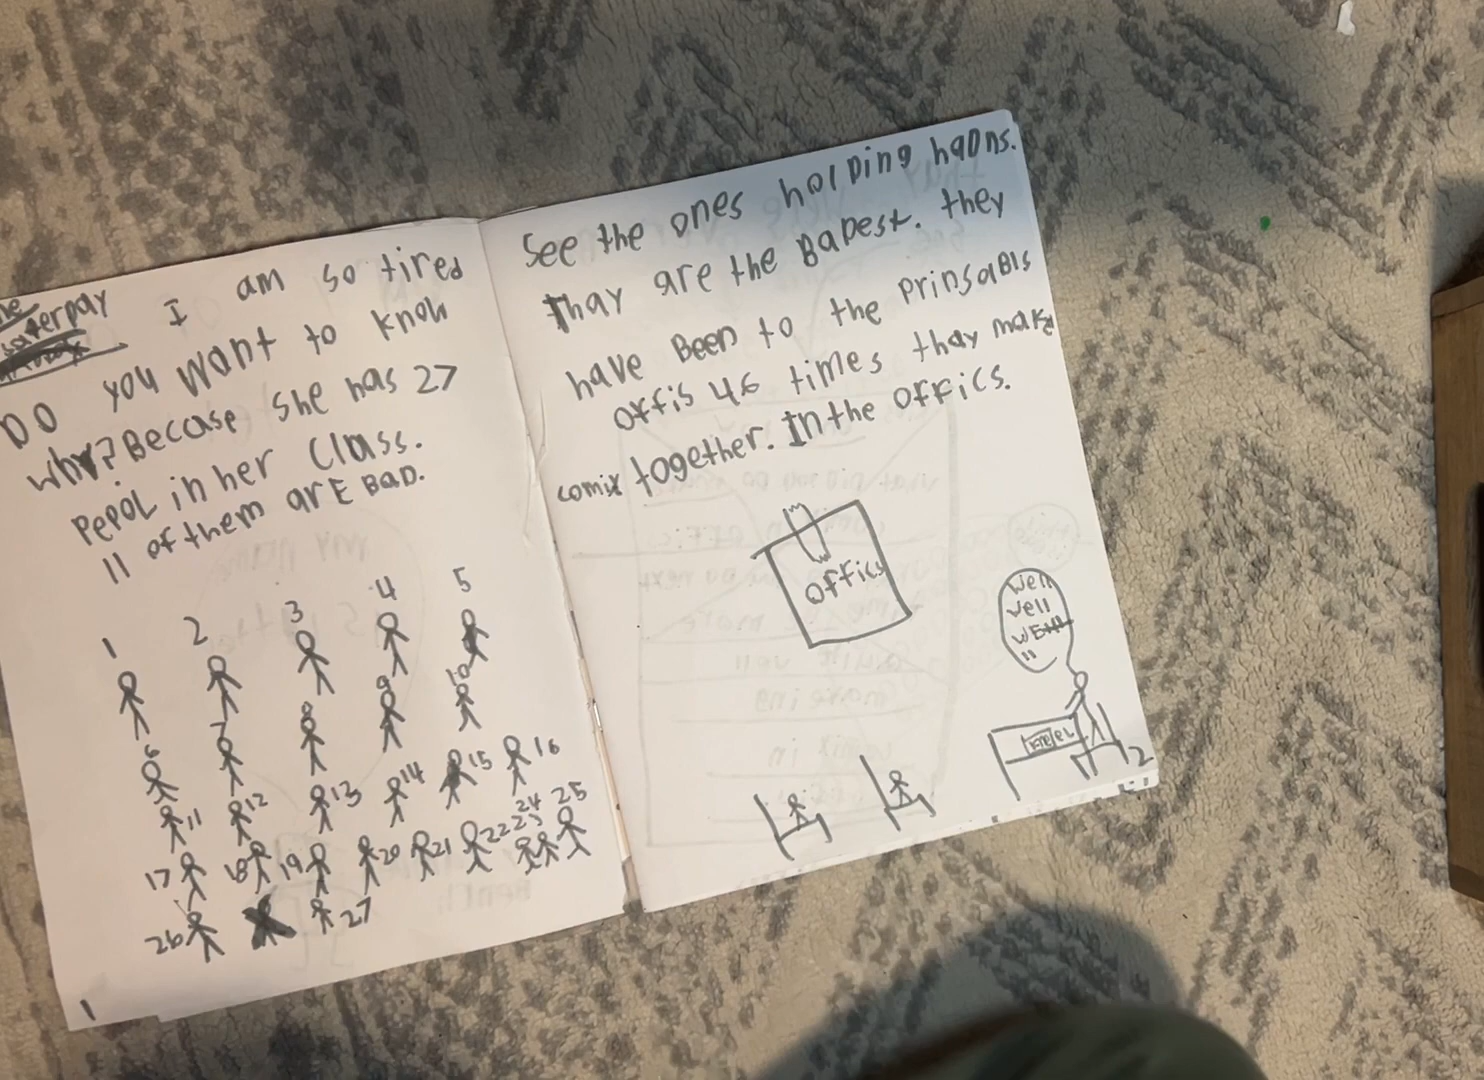 I am so tired
DO you want to know
why? Becase she has 27
PePOL in her Class.
11 of them arE BaD.
1 2 3 4 5
6 7 8 9 10
11 12 13 14 15 16
17 18 19 20 21 22 23 24 25
26 27
1
See the ones holDing haDns.
Thay are the BaDest. they
have Been to the PrinsaBls
offis 46 times thay make
comix together. In the offics.
offics
Well
Well
WEll
2